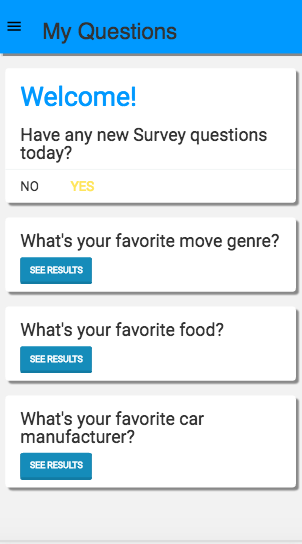 My Questions
Welcome!
Have any new Survey questions
today?
NO YES
What's your favorite move genre?
SEE RESULTS
What's your favorite food?
SEE RESULTS
What's your favorite car
manufacturer?
SEE RESULTS